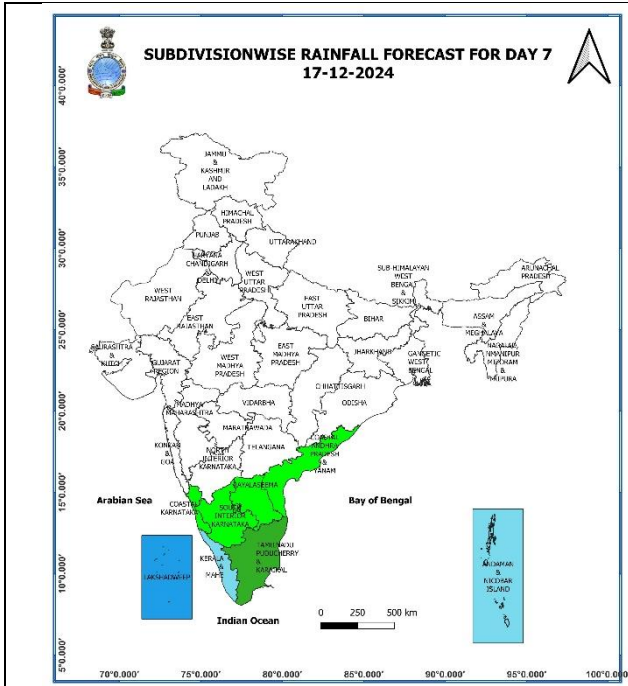 SUBDIVISIONWISE RAINFALL FORECAST FOR DAY 7
17-12-2024
40°0.000'
35°0.000'
30°0.000'
25°0.000'
20°0.000'
15°0.000'
10°0.000'
5°0.000'
JAMMU
&
KASHMIR
AND
LADAKH
HIMACHAL
PRADESH
PUNJAB
UTTARAKHAND
CHANDIGARH
&
DELHI
WEST
RAJASTHAN
WEST
UTTAR
PRADESH
EAST
UTTAR
PRADESH
SUB-HIMALAYAN
WEST
BENGAL
&
SIKKIM
ARUNACHAL
PRADESH
ASSAM
&
MEGHALAYA
EAST
RAJASTHAN
BIHAR
SAURASHTRA
&
KUTCH
GUJARAT
REGION
WEST
MADHYA
PRADESH
EAST
MADHYA
PRADESH
JHARKHAND
GANGETIC
WEST
BENGAL
MANIPUR
MIZORAM
&
TRIPURA
CHHATTISGARH
ODISHA
VIDARBHA
MADHYA
MAHARASHTRA
MARATHAWADA
TELANGANA
KONKAN
&
GOA
NORTH
INTERIOR
KARNATAKA
COASTAL
ANDHRA
PRADESH
&
YANAM
RAYALASEEMA
Arabian Sea
Bay of Bengal
COASTAL
KARNATAKA
SOUTH
INTERIOR
KARNATAKA
TAMILNADU
PUDUCHERRY
&
KARAIKAL
KERALA
&
MAHE
LAKSHADWEEP
ANDAMAN
&
NICOBAR
ISLAND
Indian Ocean
0 250 500 km
70°0.000' 75°0.000' 80°0.000' 85°0.000' 90°0.000' 95°0.000' 100°0.000'